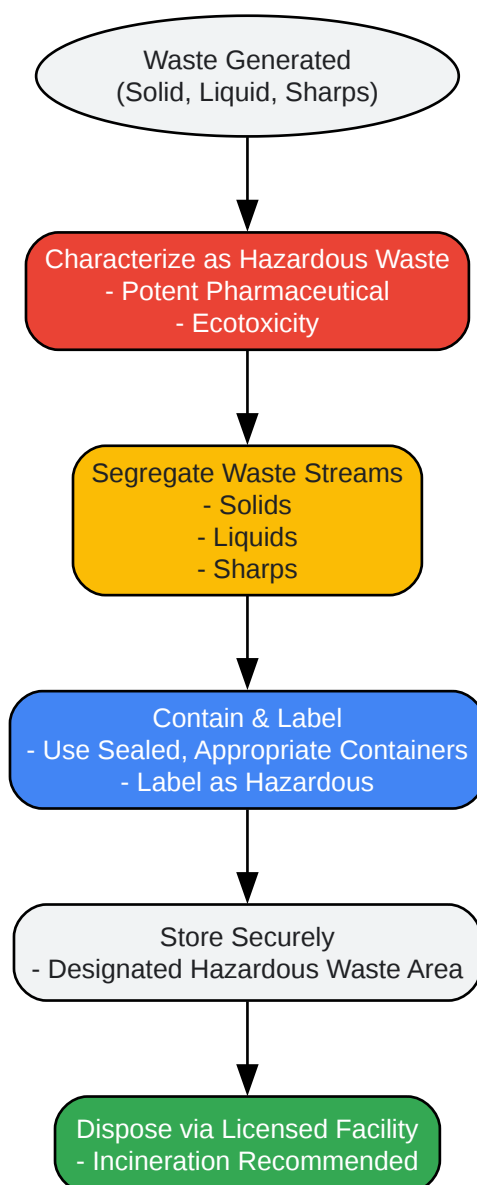 Waste Generated
(Solid, Liquid, Sharps)
Characterize as Hazardous Waste
- Potent Pharmaceutical
- Ecotoxicity
Segregate Waste Streams
- Solids
- Liquids
- Sharps
Contain & Label
- Use Sealed, Appropriate Containers
- Label as Hazardous
Store Securely
- Designated Hazardous Waste Area
Dispose via Licensed Facility
- Incineration Recommended